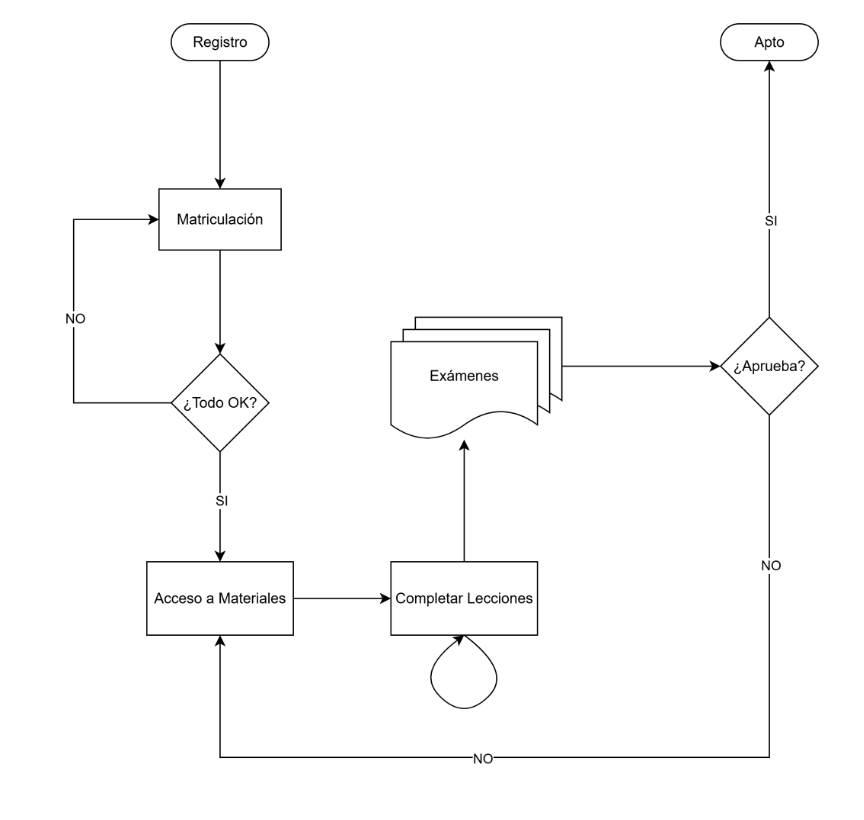 Registro
Apto
Matriculación
SI
NO
Exámenes
¿Aprueba?
¿Todo OK?
SI
NO
Acceso a Materiales
Completar Lecciones
NO